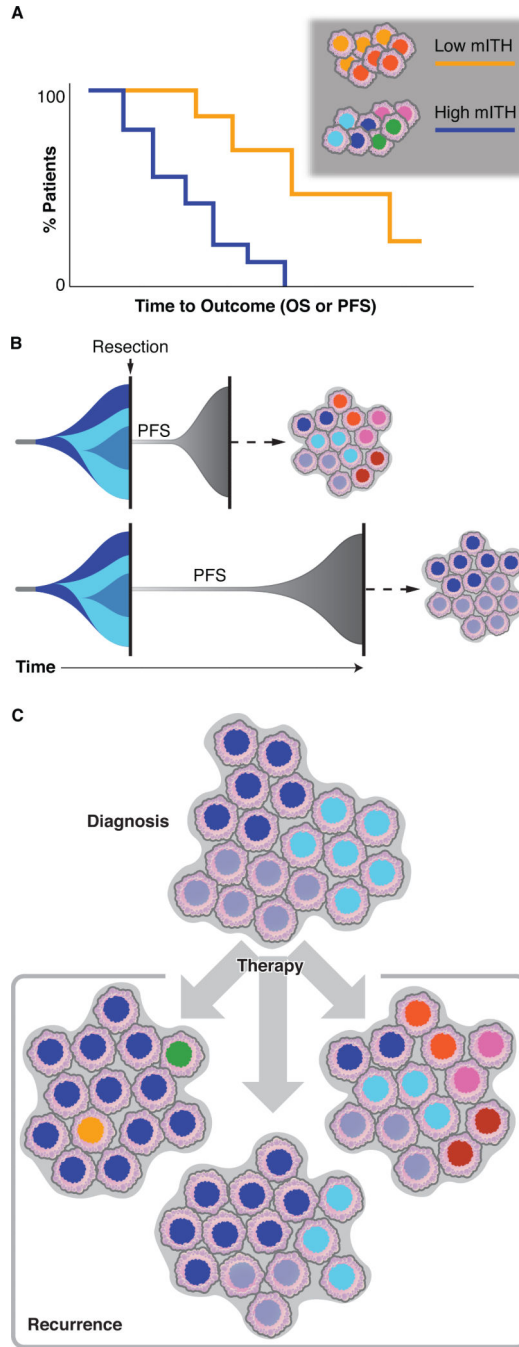 A
Low mITH
High mITH
100
% Patients
0
Time to Outcome (OS or PFS)
B
Resection
PFS
PFS
Time
C
Diagnosis
Therapy
Recurrence